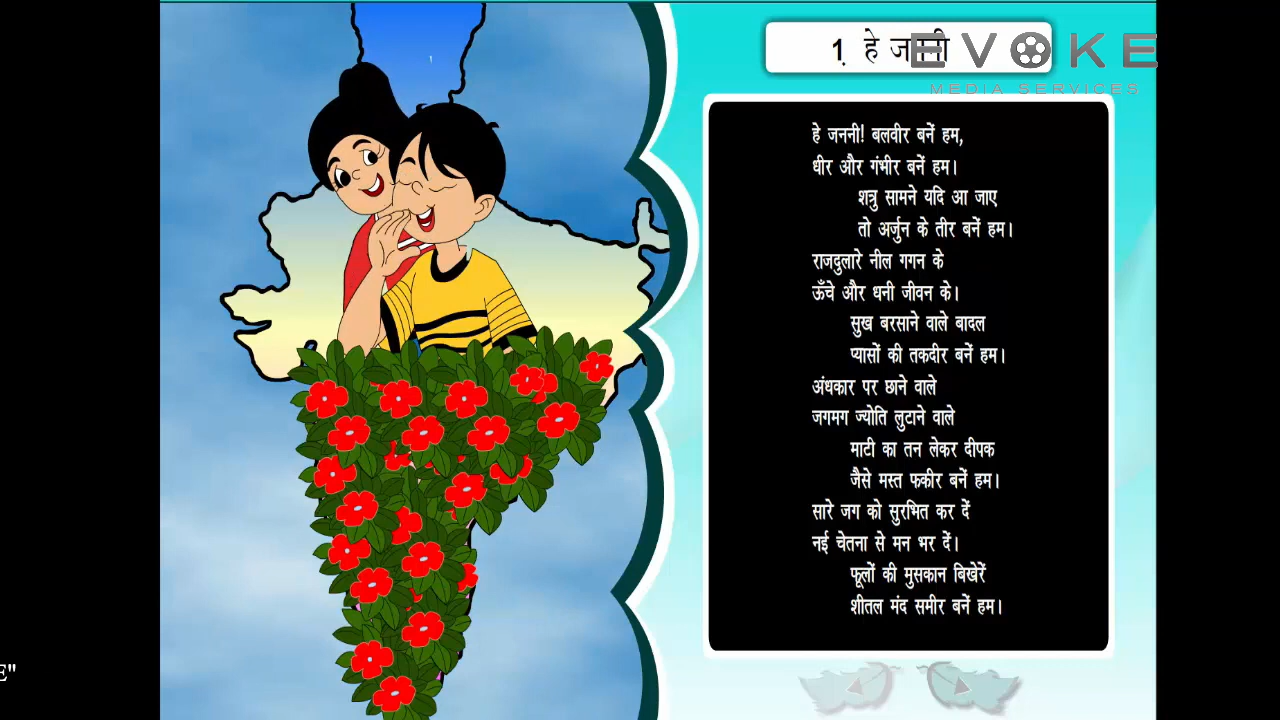 1. हे जननी
EVOKE
MEDIA SERVICES
हे जननी! बलवीर बनें हम,
धीर और गंभीर बनें हम।
शत्रु सामने यदि आ जाए
तो अर्जुन के तीर बनें हम।
राजदुलारे नील गगन के
ऊँचे और धनी जीवन के।
सुख बरसाने वाले बादल
प्यासों की तकदीर बनें हम।
अंधकार पर छाने वाले
जगमग ज्योति लुटाने वाले
माटी का तन लेकर दीपक
जैसे मस्त फकीर बनें हम।
सारे जग को सुरभित कर दें
नई चेतना से मन भर दें।
फूलों की मुसकान बिखेरें
शीतल मंद समीर बनें हम।
E"